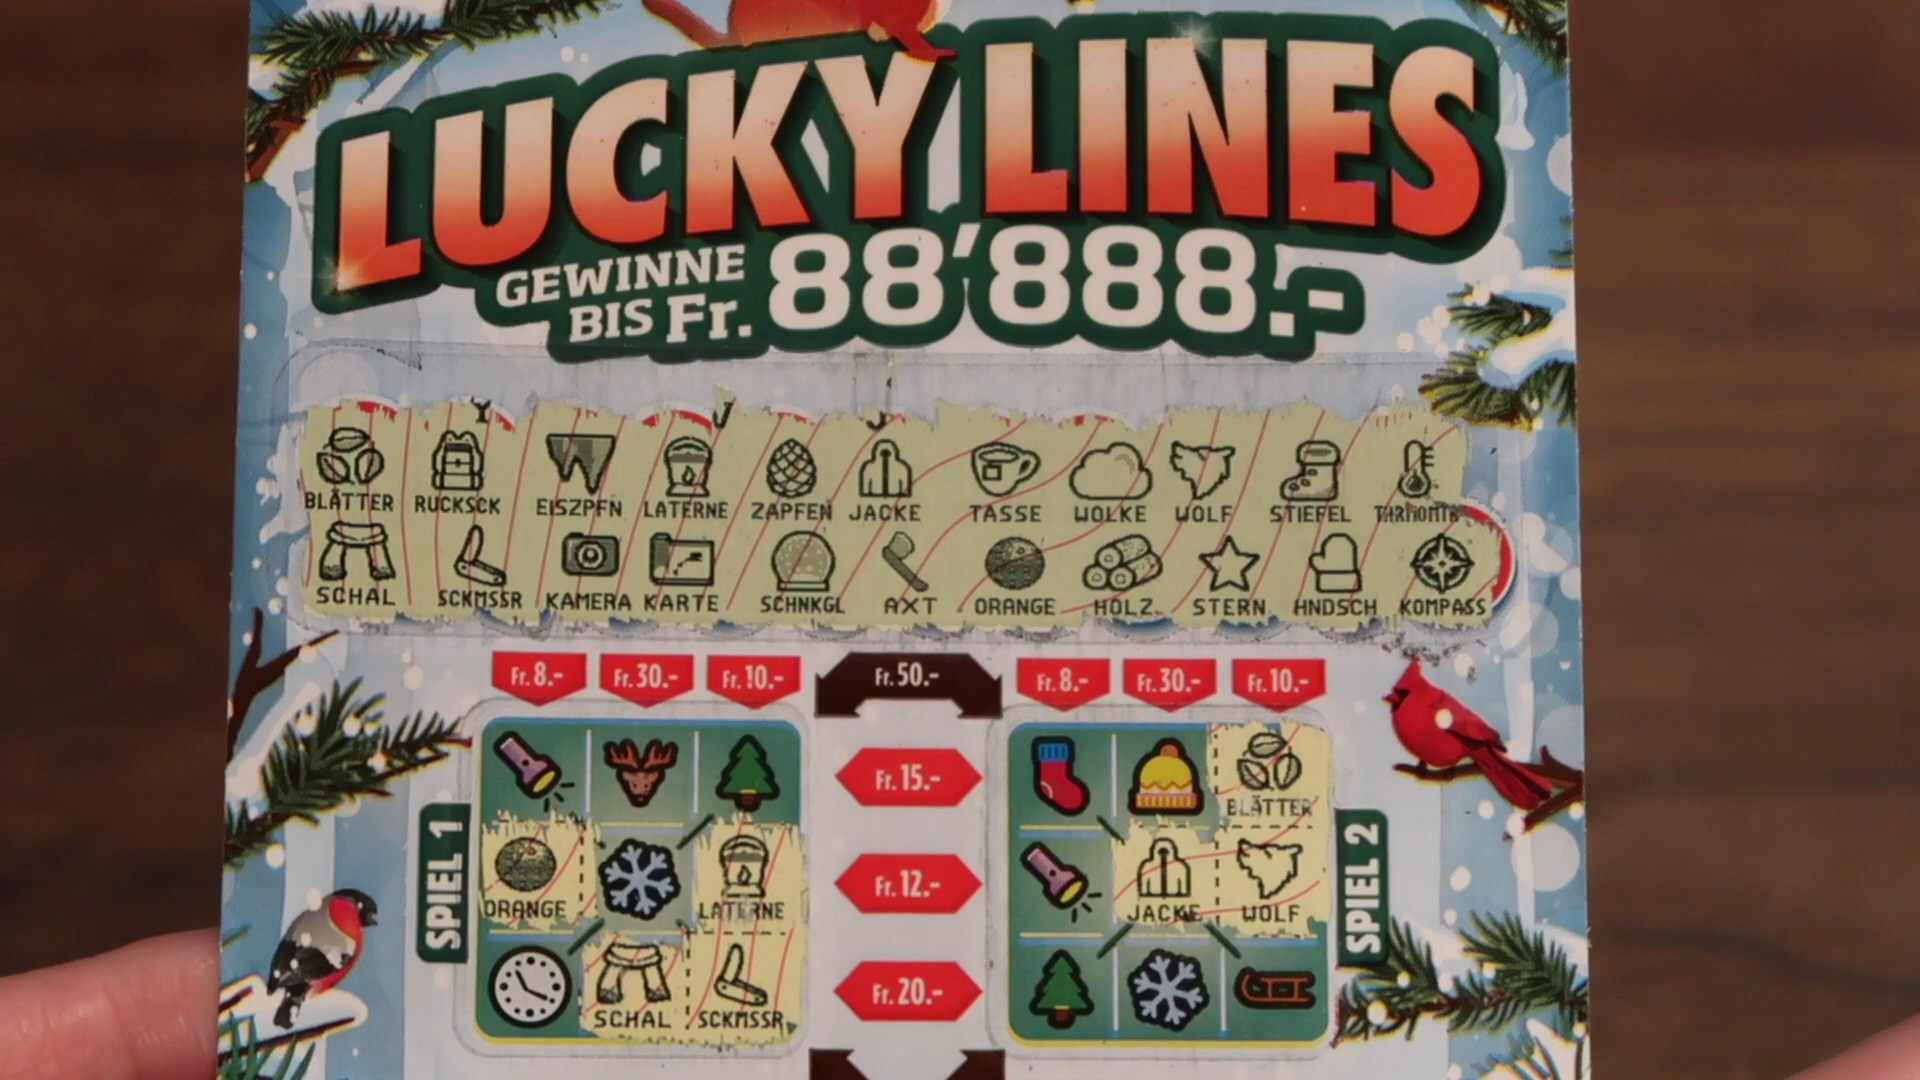 LUCKY LINES
GEWINNE
BIS Fr. 88'888.-
BLÄTTER RUCKSCK EISZPFN LATERNE ZAPFEN JACKE TASSE WOLKE WOLF STIEFEL THRMOMTR
SCHAL SCKMSSR KAMERA KARTE SCHNKGL AXT ORANGE HOLZ STERN HNDSCH KOMPASS
Fr. 8.- Fr. 30.- Fr. 10.- Fr. 50.- Fr. 8.- Fr. 30.- Fr. 10.-
Fr. 15.-
BLÄTTER
SPIEL 1
ORANGE LATERNE
Fr. 12.-
JACKE WOLF
SPIEL 2
SCHAL SCKMSSR
Fr. 20.-